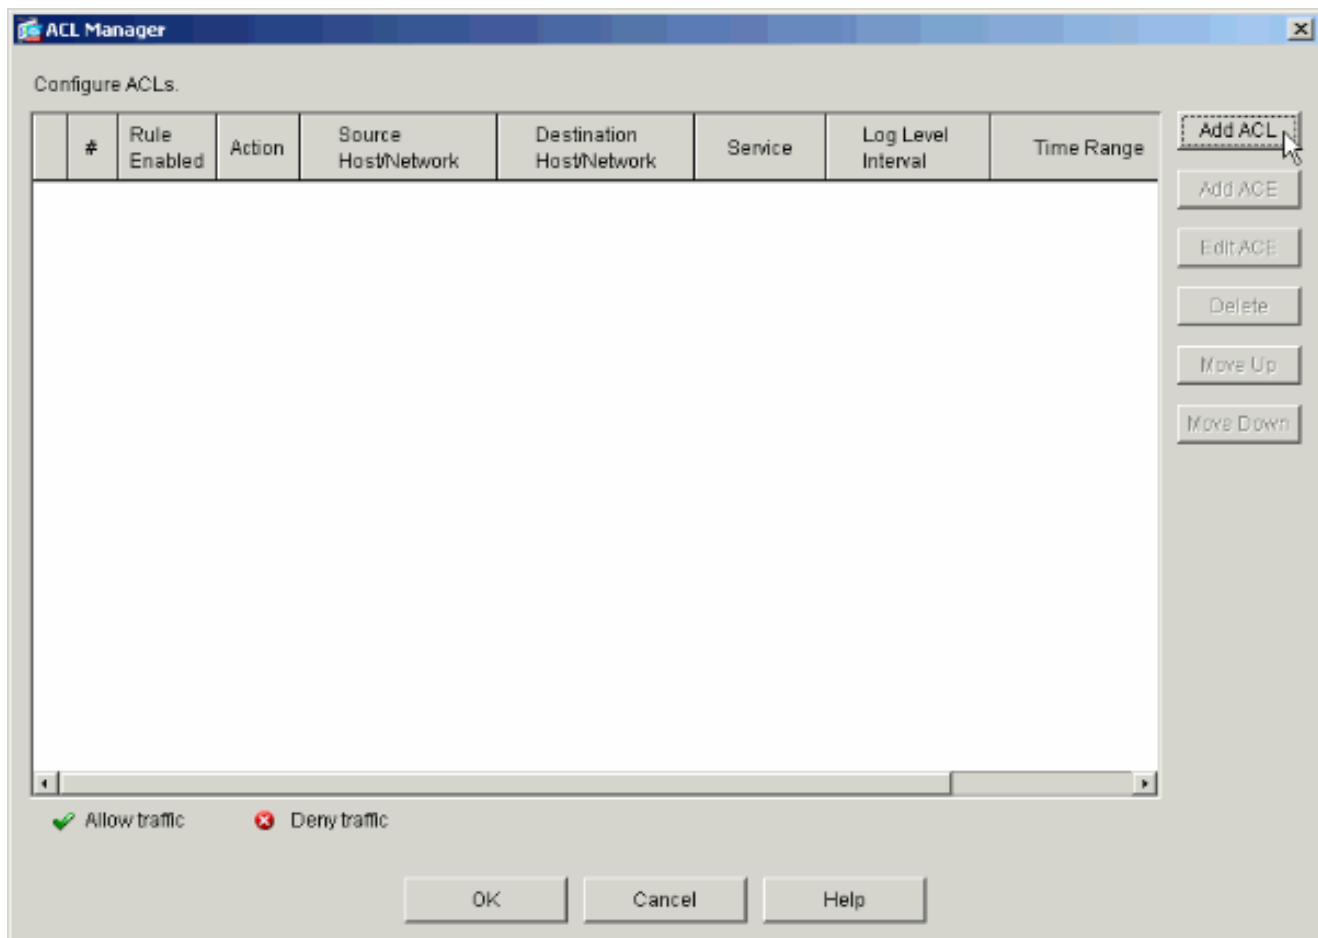 ACL Manager
Configure ACLs.
#
Rule
Enabled
Action
Source
Host/Network
Destination
Host/Network
Service
Log Level
Interval
Time Range
Add ACL
Add ACE
Edit ACE
Delete
Move Up
Move Down
Allow traffic
Deny traffic
OK
Cancel
Help